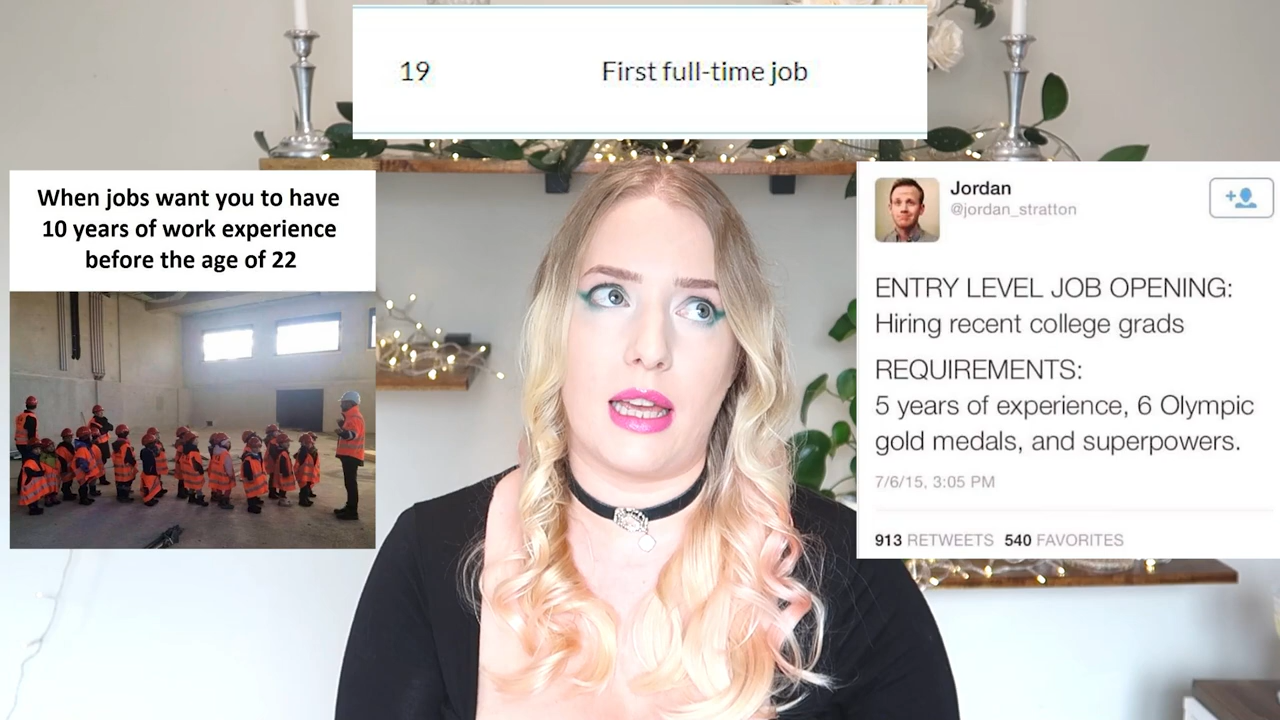 19 First full-time job
When jobs want you to have
10 years of work experience
before the age of 22
Jordan
@jordan_stratton
ENTRY LEVEL JOB OPENING:
Hiring recent college grads
REQUIREMENTS:
5 years of experience, 6 Olympic
gold medals, and superpowers.
7/6/15, 3:05 PM
913 RETWEETS 540 FAVORITES